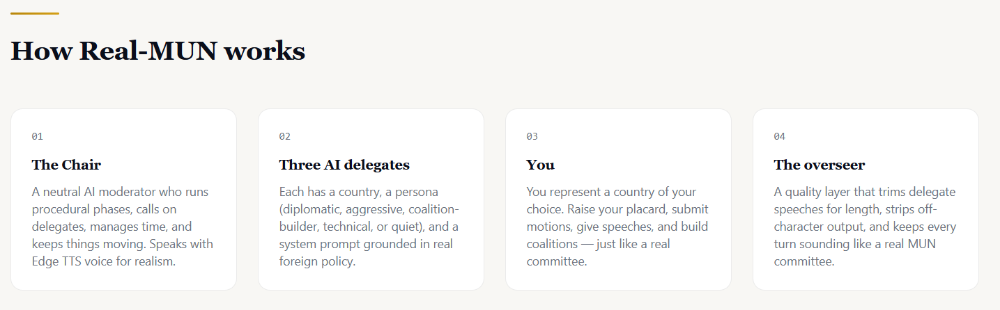 How Real-MUN works
01
The Chair
A neutral AI moderator who runs
procedural phases, calls on
delegates, manages time, and
keeps things moving. Speaks with
Edge TTS voice for realism.
02
Three AI delegates
Each has a country, a persona
(diplomatic, aggressive, coalition-
builder, technical, or quiet), and a
system prompt grounded in real
foreign policy.
03
You
You represent a country of your
choice. Raise your placard, submit
motions, give speeches, and build
coalitions — just like a real
committee.
04
The overseer
A quality layer that trims delegate
speeches for length, strips off-
character output, and keeps every
turn sounding like a real MUN
committee.